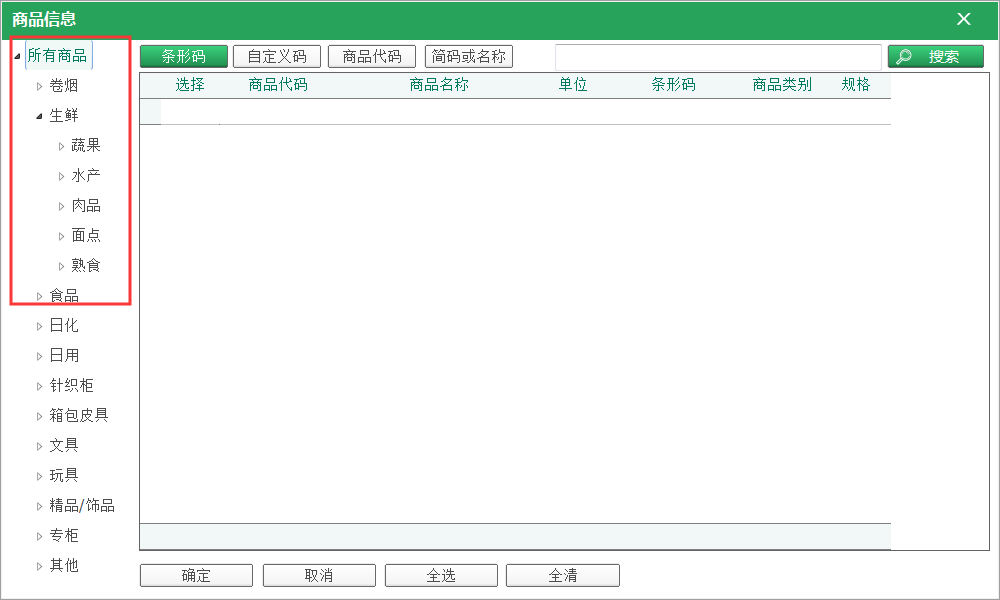 商品信息
所有商品
卷烟
生鲜
蔬果
水产
肉品
面点
熟食
食品
日化
日用
针织柜
箱包皮具
文具
玩具
精品/饰品
专柜
其他
条形码 自定义码 商品代码 简码或名称 搜索
选择 商品代码 商品名称 单位 条形码 商品类别 规格
确定 取消 全选 全清